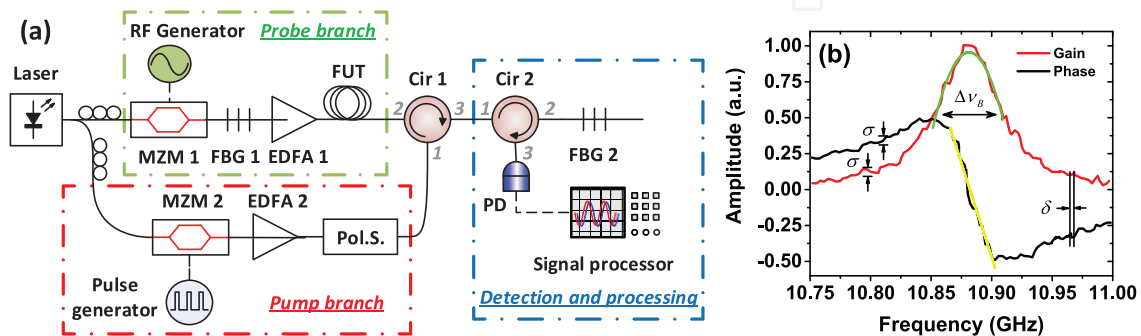 (a)
RF Generator
Probe branch
Laser
FUT
Cir 1
Cir 2
2
3
1
2
1
3
MZM 1
FBG 1
EDFA 1
FBG 2
PD
MZM 2
EDFA 2
Pol.S.
Signal processor
Pulse
generator
Pump branch
Detection and processing
(b)
Gain
Phase
Δν_B
σ
σ
δ
Amplitude (a.u.)
1.00
0.75
0.50
0.25
0.00
-0.25
-0.50
10.75
10.80
10.85
10.90
10.95
11.00
Frequency (GHz)